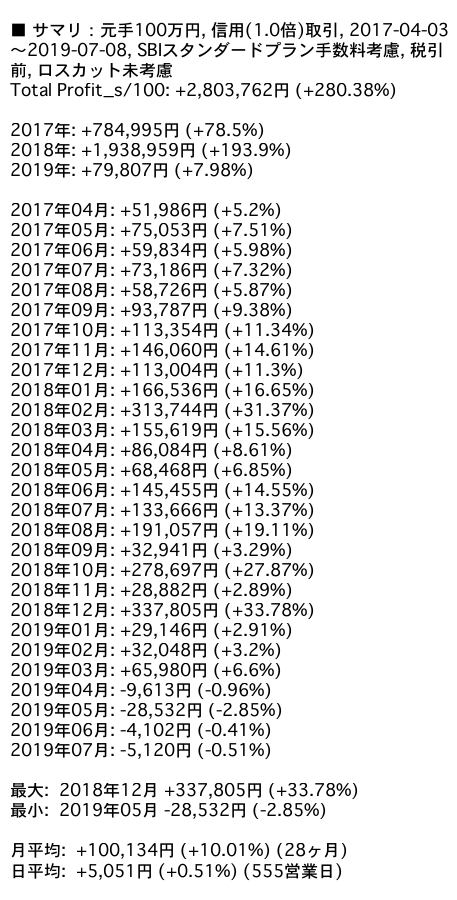 ■ サマリ：元手100万円, 信用(1.0倍)取引, 2017-04-03
〜2019-07-08, SBIスタンダードプラン手数料考慮, 税引
前, ロスカット未考慮
Total Profit_s/100: +2,803,762円 (+280.38%)
2017年: +784,995円 (+78.5%)
2018年: +1,938,959円 (+193.9%)
2019年: +79,807円 (+7.98%)
2017年04月: +51,986円 (+5.2%)
2017年05月: +75,053円 (+7.51%)
2017年06月: +59,834円 (+5.98%)
2017年07月: +73,186円 (+7.32%)
2017年08月: +58,726円 (+5.87%)
2017年09月: +93,787円 (+9.38%)
2017年10月: +113,354円 (+11.34%)
2017年11月: +146,060円 (+14.61%)
2017年12月: +113,004円 (+11.3%)
2018年01月: +166,536円 (+16.65%)
2018年02月: +313,744円 (+31.37%)
2018年03月: +155,619円 (+15.56%)
2018年04月: +86,084円 (+8.61%)
2018年05月: +68,468円 (+6.85%)
2018年06月: +145,455円 (+14.55%)
2018年07月: +133,666円 (+13.37%)
2018年08月: +191,057円 (+19.11%)
2018年09月: +32,941円 (+3.29%)
2018年10月: +278,697円 (+27.87%)
2018年11月: +28,882円 (+2.89%)
2018年12月: +337,805円 (+33.78%)
2019年01月: +29,146円 (+2.91%)
2019年02月: +32,048円 (+3.2%)
2019年03月: +65,980円 (+6.6%)
2019年04月: -9,613円 (-0.96%)
2019年05月: -28,532円 (-2.85%)
2019年06月: -4,102円 (-0.41%)
2019年07月: -5,120円 (-0.51%)
最大: 2018年12月 +337,805円 (+33.78%)
最小: 2019年05月 -28,532円 (-2.85%)
月平均: +100,134円 (+10.01%) (28ヶ月)
日平均: +5,051円 (+0.51%) (555営業日)